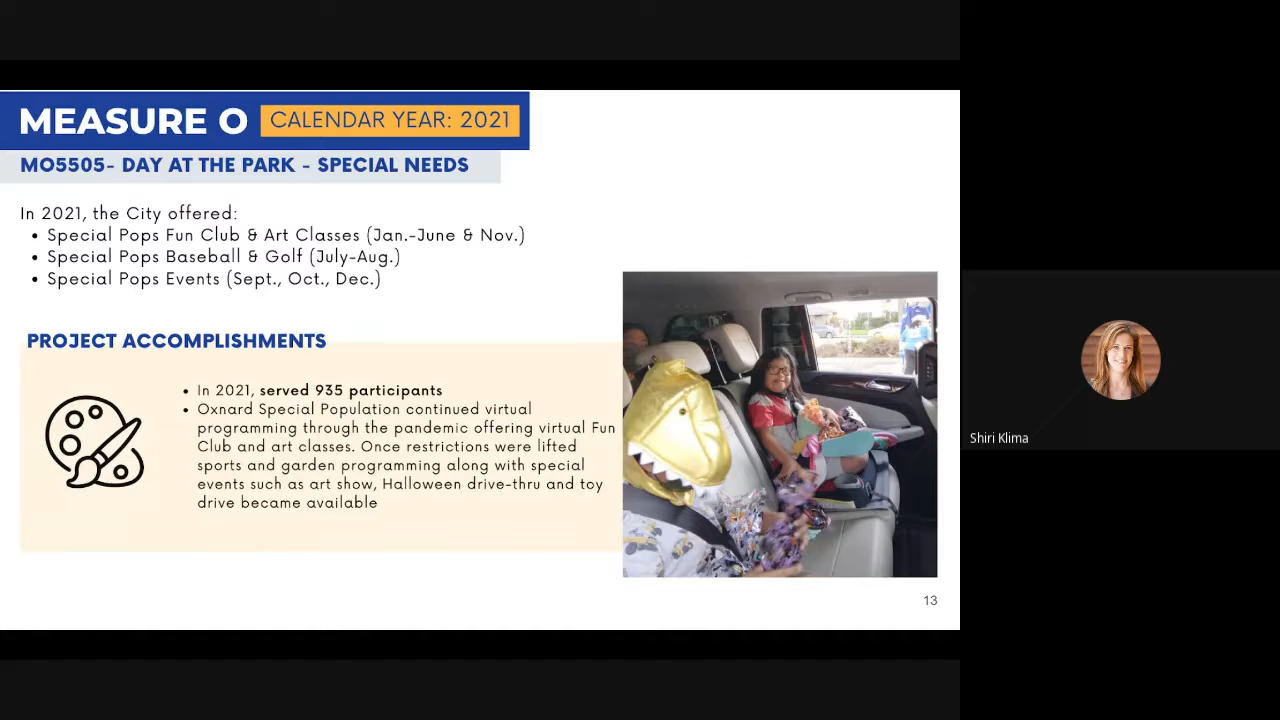 MEASURE O CALENDAR YEAR: 2021
MO5505- DAY AT THE PARK - SPECIAL NEEDS
In 2021, the City offered:
• Special Pops Fun Club & Art Classes (Jan.-June & Nov.)
• Special Pops Baseball & Golf (July-Aug.)
• Special Pops Events (Sept., Oct., Dec.)
PROJECT ACCOMPLISHMENTS
• In 2021, served 935 participants
• Oxnard Special Population continued virtual
programming through the pandemic offering virtual Fun
Club and art classes. Once restrictions were lifted
sports and garden programming along with special
events such as art show, Halloween drive-thru and toy
drive became available
13
Shiri Klima